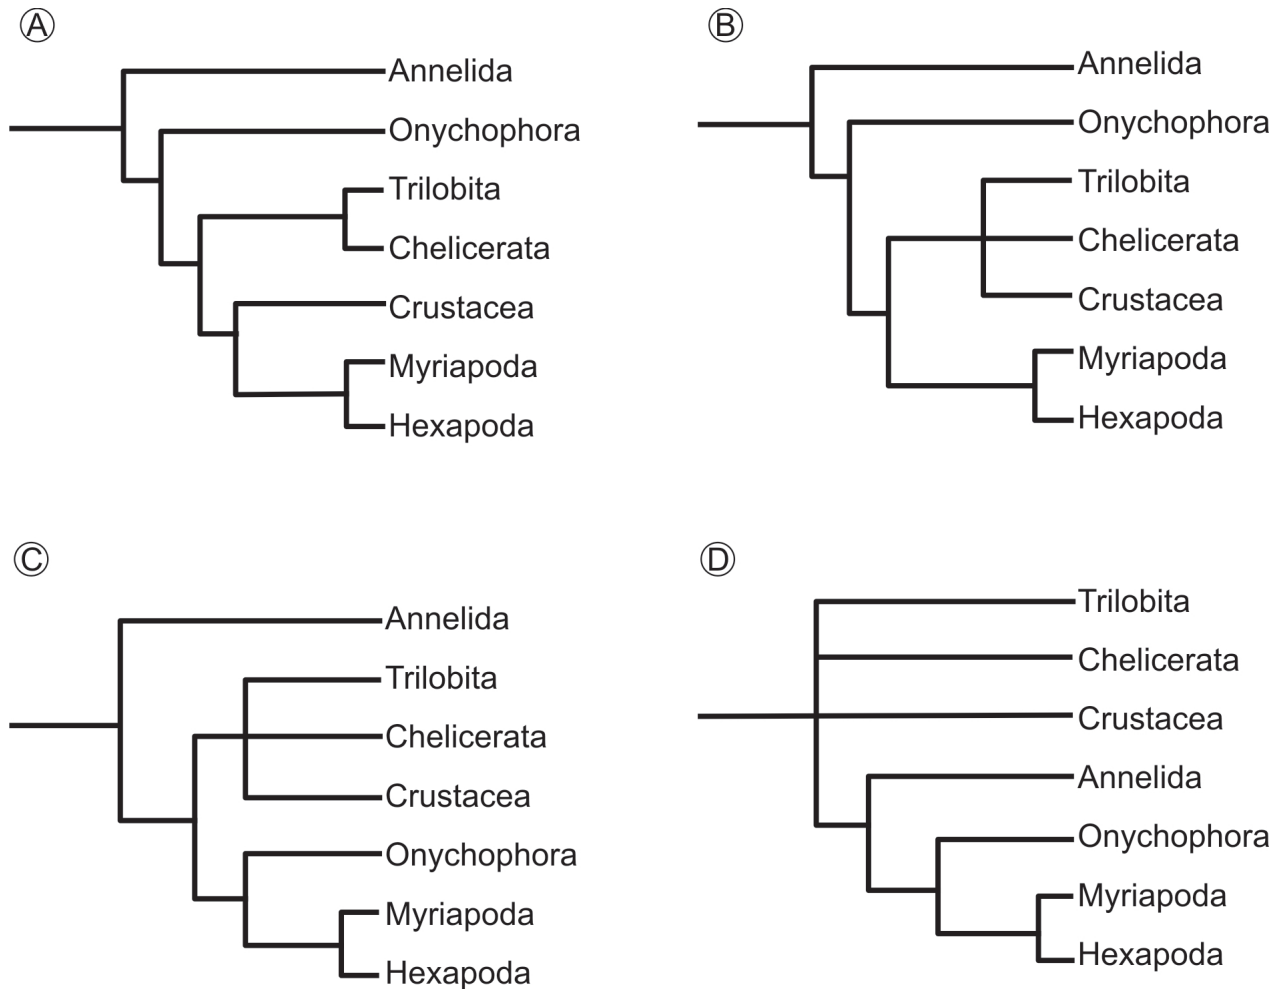 A
Annelida
Onychophora
Trilobita
Chelicerata
Crustacea
Myriapoda
Hexapoda
B
Annelida
Onychophora
Trilobita
Chelicerata
Crustacea
Myriapoda
Hexapoda
C
Annelida
Trilobita
Chelicerata
Crustacea
Onychophora
Myriapoda
Hexapoda
D
Trilobita
Chelicerata
Crustacea
Annelida
Onychophora
Myriapoda
Hexapoda